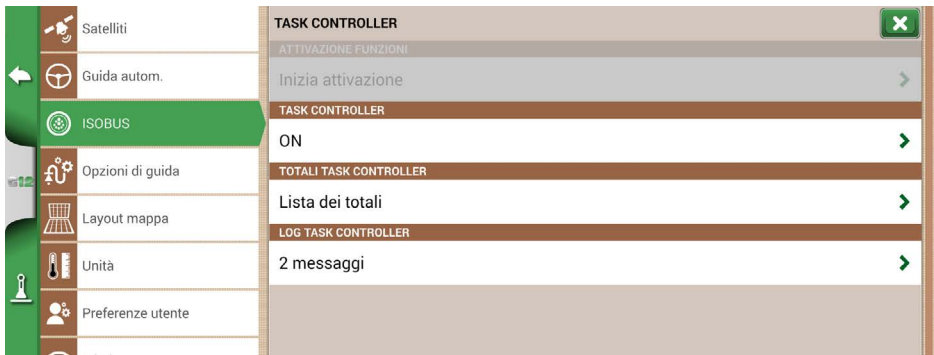 Satelliti
Guida autom.
ISOBUS
Opzioni di guida
Layout mappa
Unità
Preferenze utente
12
TASK CONTROLLER
ATTIVAZIONE FUNZIONI
Inizia attivazione
TASK CONTROLLER
ON
TOTALI TASK CONTROLLER
Lista dei totali
LOG TASK CONTROLLER
2 messaggi